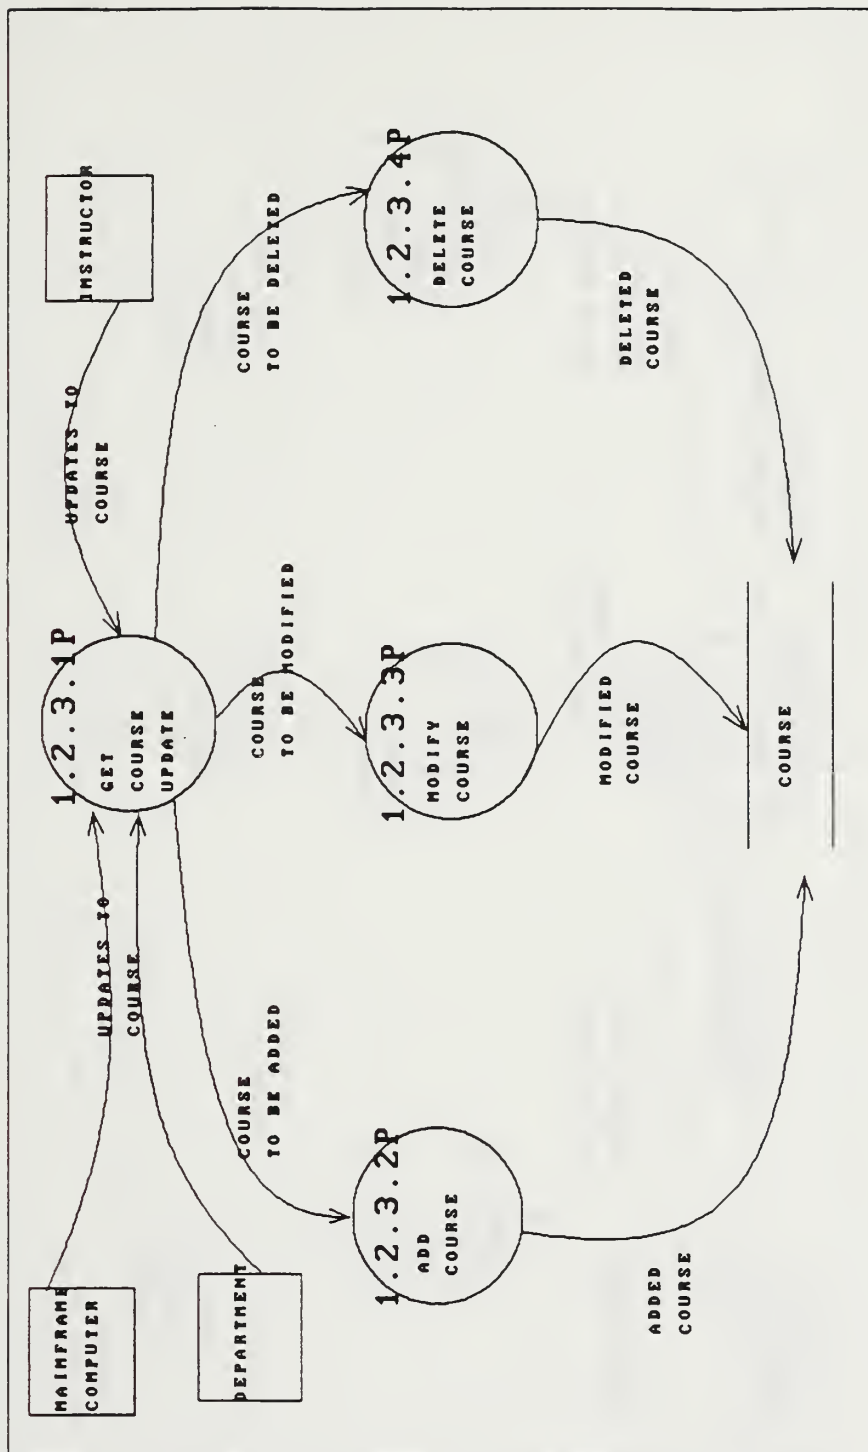 MAINFRAME
COMPUTER
DEPARTMENT
UPDATES TO
COURSE
1.2.3.1P
GET
COURSE
UPDATE
UPDATES TO
COURSE
INSTRUCTOR
COURSE
TO BE ADDED
COURSE
TO BE MODIFIED
COURSE
TO BE DELETED
1.2.3.2P
ADD
COURSE
1.2.3.3P
MODIFY
COURSE
1.2.3.4P
DELETE
COURSE
ADDED
COURSE
MODIFIED
COURSE
DELETED
COURSE
COURSE